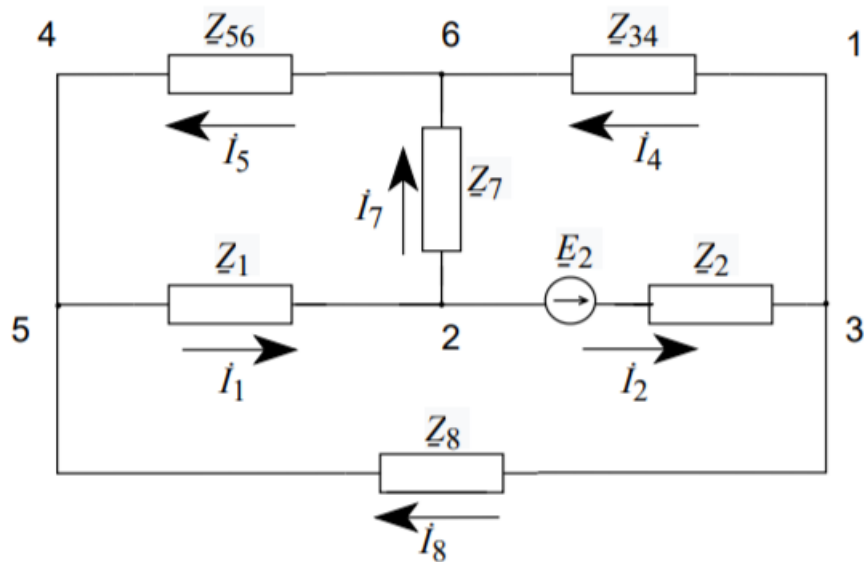 4 Z₅₆ 6 Z₃₄ 1
İ₅ İ₄
İ₇ Z₇
Z₁ E₂ Z₂
5 2 3
İ₁ İ₂
Z₈
İ₈